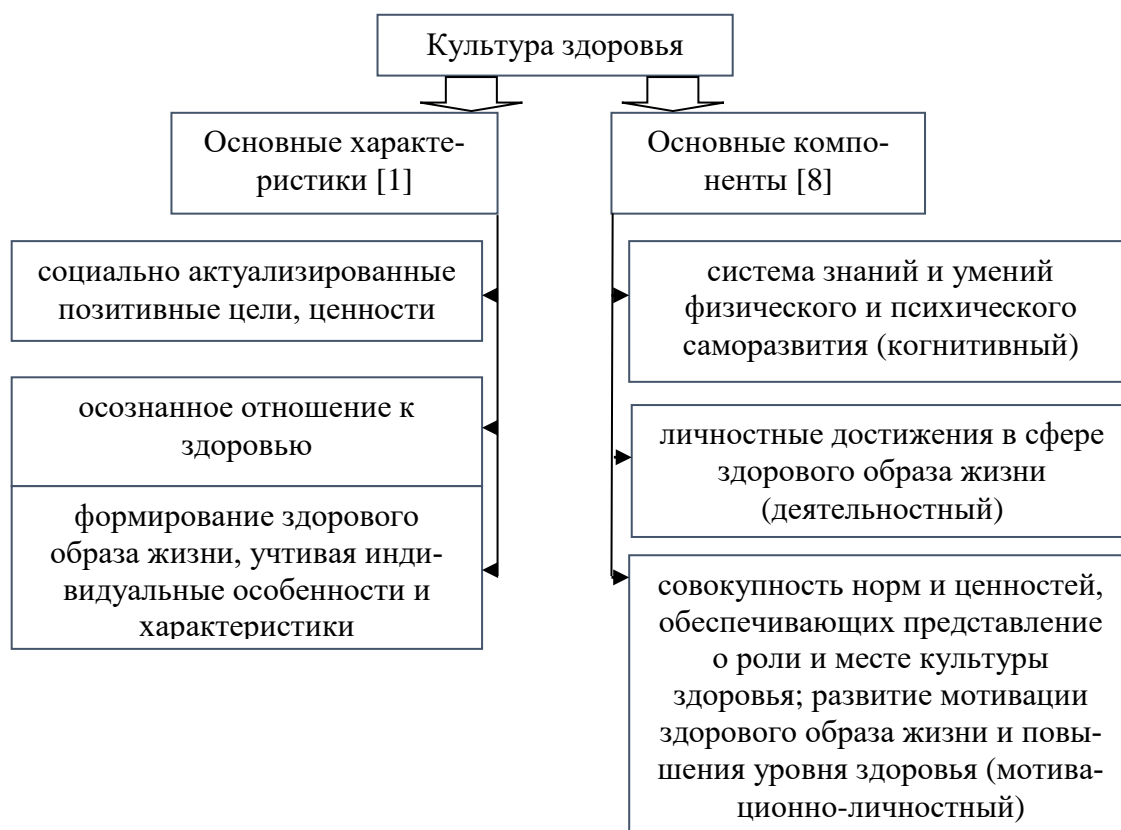 Культура здоровья
Основные характе-
ристики [1]
социально актуализированные
позитивные цели, ценности
осознанное отношение к
здоровью
формирование здорового
образа жизни, учтивая инди-
видуальные особенности и
характеристики
Основные компо-
ненты [8]
система знаний и умений
физического и психического
саморазвития (когнитивный)
личностные достижения в сфере
здорового образа жизни
(деятельностный)
совокупность норм и ценностей,
обеспечивающих представление
о роли и месте культуры
здоровья; развитие мотивации
здорового образа жизни и повы-
шения уровня здоровья (мотива-
ционно-личностный)